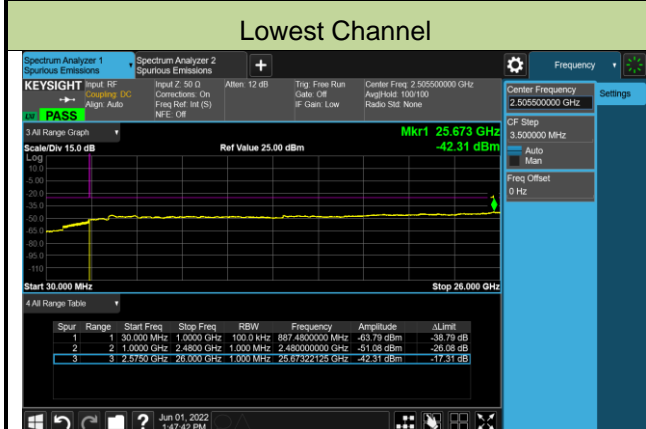 Lowest Channel
Spectrum Analyzer 1
Spurious Emissions
Spectrum Analyzer 2
Spurious Emissions
+
Frequency
KEYSIGHT
Input: RF
Coupling: DC
Align: Auto
Input Z: 50 Ω
Corrections: On
Freq Ref: Int (S)
NFE: Off
Atten: 12 dB
Trig: Free Run
Gate: Off
IF Gain: Low
Center Freq: 2.505500000 GHz
Avg|Hold: 100/100
Radio Std: None
PASS
Center Frequency
2.505500000 GHz
Settings
CF Step
3.500000 MHz
Auto
Man
Freq Offset
0 Hz
3 All Range Graph
Mkr1 25.673 GHz
Scale/Div 15.0 dB
Ref Value 25.00 dBm
-42.31 dBm
Log
10.0
-5.00
-20.0
-35.0
-50.0
-65.0
-80.0
-95.0
-110
1
Start 30.000 MHz
Stop 26.000 GHz
4 All Range Table
Spur Range Start Freq Stop Freq RBW Frequency Amplitude ΔLimit
1 1 30.000 MHz 1.0000 GHz 100.0 kHz 887.4800000 MHz -63.79 dBm -38.79 dB
2 2 1.0000 GHz 2.4800 GHz 1.000 MHz 2.480000000 GHz -51.08 dBm -26.08 dB
3 3 2.5750 GHz 26.000 GHz 1.000 MHz 25.67322125 GHz -42.31 dBm -17.31 dB
?
Jun 01, 2022
1:47:42 PM